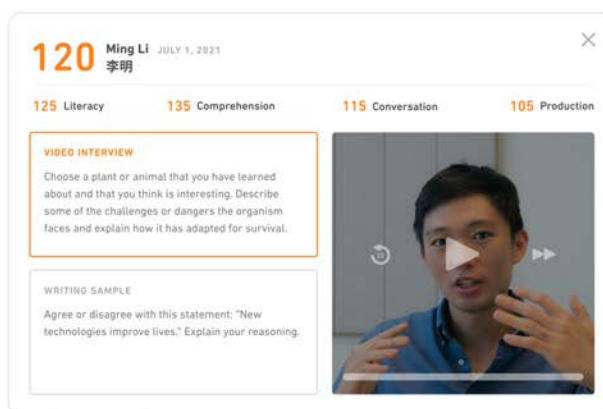 120 Ming Li JULY 1, 2021
李明
125 Literacy 135 Comprehension 115 Conversation 105 Production
VIDEO INTERVIEW
Choose a plant or animal that you have learned
about and that you think is interesting. Describe
some of the challenges or dangers the organism
faces and explain how it has adapted for survival.
WRITING SAMPLE
Agree or disagree with this statement: "New
technologies improve lives." Explain your reasoning.